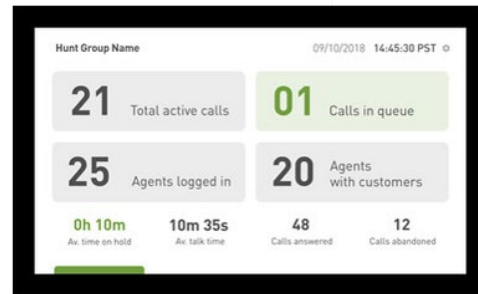 Hunt Group Name 09/10/2018 14:45:30 PST
21 Total active calls
01 Calls in queue
25 Agents logged in
20 Agents
with customers
0h 10m 10m 35s 48 12
Av. time on hold Av. talk time Calls answered Calls abandoned